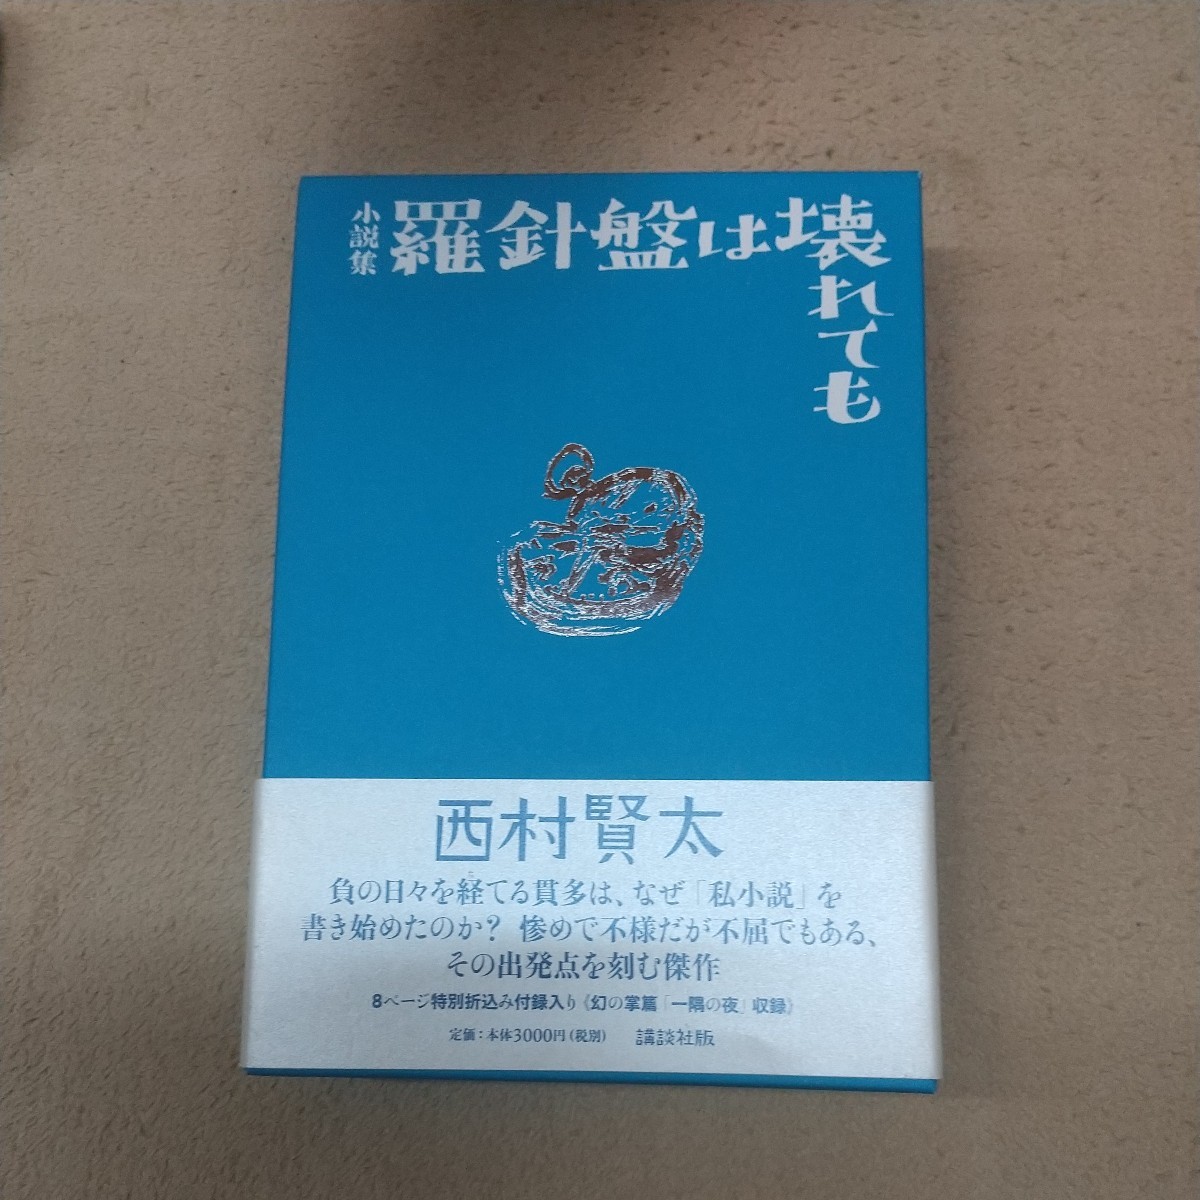 小説集
羅針盤は壊れても
西村賢太
負の日々を経てる貫多は、なぜ「私小説」を
書き始めたのか? 惨めで不様だが不屈でもある、
その出発点を刻む傑作
8ページ特別折込み付録入り《幻の掌篇「一隅の夜」収録》
定価:本体3000円(税別) 講談社版